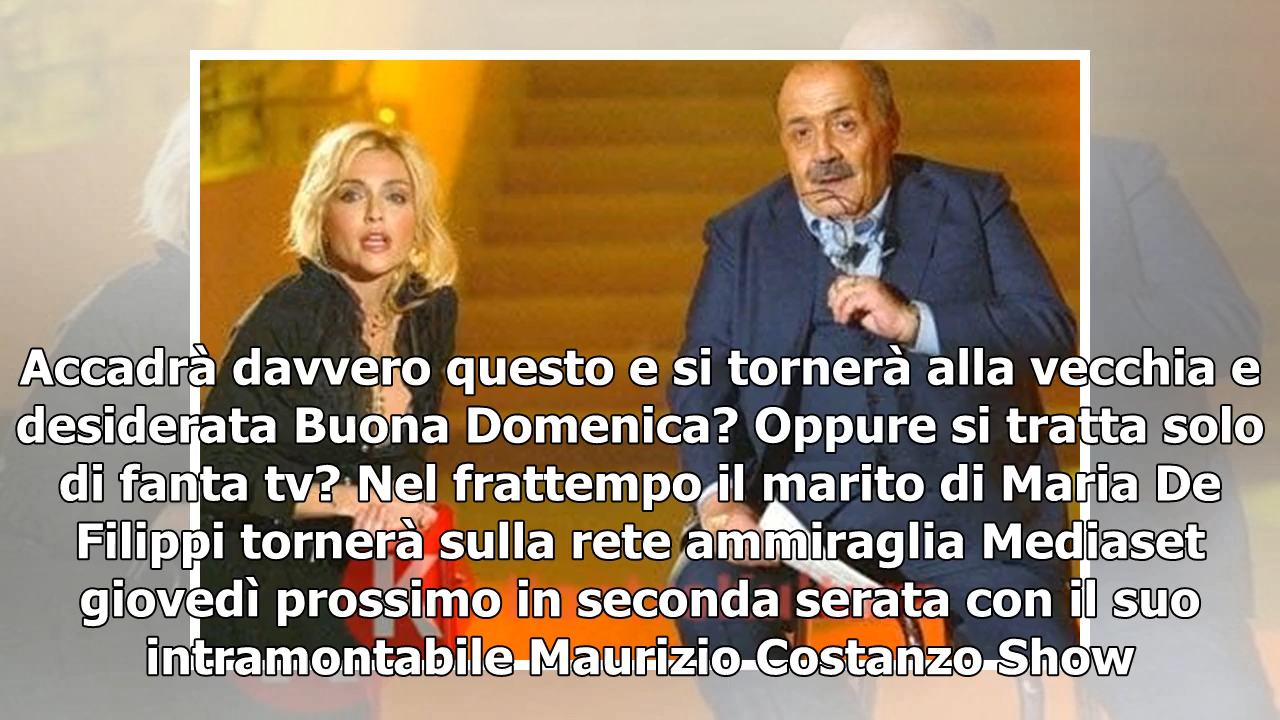 Accadrà davvero questo e si tornerà alla vecchia e
desiderata Buona Domenica? Oppure si tratta solo
di fanta tv? Nel frattempo il marito di Maria De
Filippi tornerà sulla rete ammiraglia Mediaset
giovedì prossimo in seconda serata con il suo
intramontabile Maurizio Costanzo Show